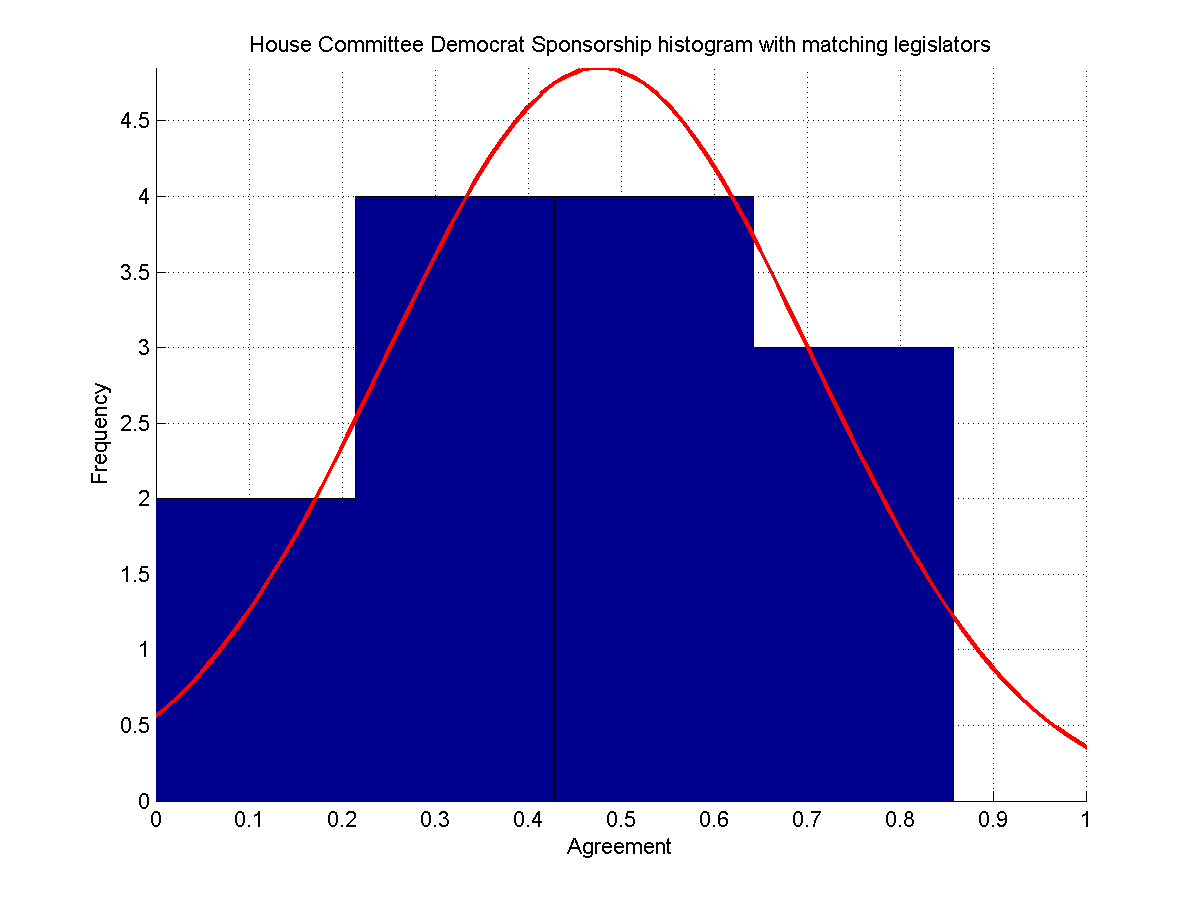 House Committee Democrat Sponsorship histogram with matching legislators
4.5
4
3.5
3
2.5
2
1.5
1
0.5
0
Frequency
0 0.1 0.2 0.3 0.4 0.5 0.6 0.7 0.8 0.9 1
Agreement